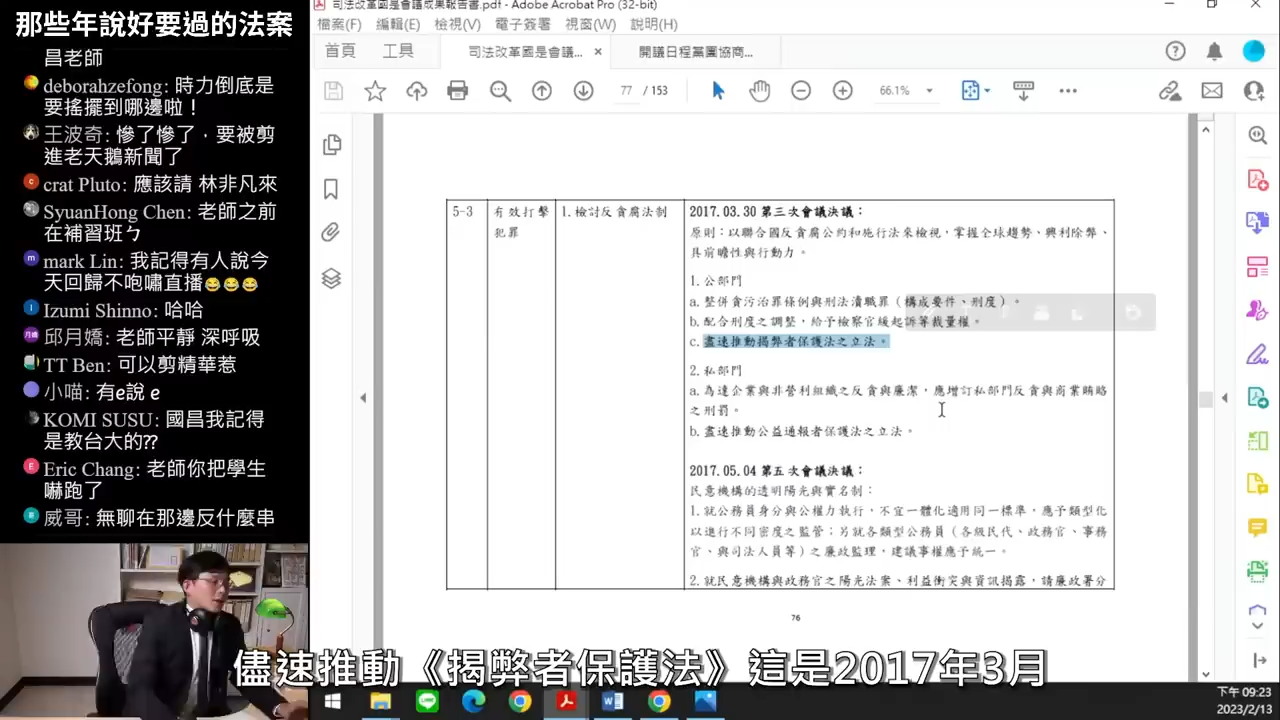 那些年說好要過的法案
昌老師
deborahzefong: 時力倒底是
要搖擺到哪邊啦！
王波奇: 慘了慘了，要被剪
進老天鵝新聞了
crat Pluto: 應該請 林非凡來
SyuanHong Chen: 老師之前
在補習班ㄅ
mark Lin: 我記得有人說今
天回歸不咆嘯直播😂😂😂
Izumi Shinno: 哈哈
邱月嬌: 老師平靜 深呼吸
TT Ben: 可以剪精華惹
小喵: 有e說 e
KOMI SUSU: 國昌我記得
是教台大的??
Eric Chang: 老師你把學生
嚇跑了
威哥: 無聊在那邊反什麼串
司法改革國是會議成果報告書.pdf - Adobe Acrobat Pro (32-bit)
檔案(F) 編輯(E) 檢視(V) 電子簽署 視窗(W) 說明(H)
首頁 工具 司法改革國是會議... × 開議日程黨團協商...
77 / 153 66.1%
5-3 有效打擊 1.檢討反貪腐法制 2017.03.30 第三次會議決議：
犯罪 原則：以聯合國反貪腐公約和施行法來檢視，掌握全球趨勢、興利除弊、
具前瞻性與行動力。
1.公部門
a.整併貪污治罪條例與刑法瀆職罪（構成要件、刑度）。
b.配合刑度之調整，給予檢察官緩起訴等裁量權。
c.盡速推動揭弊者保護法之立法。
2.私部門
a.為達企業與非營利組織之反貪與廉潔，應增訂私部門反貪與商業賄賂
之刑罰。
b.盡速推動公益通報者保護法之立法。
2017.05.04 第五次會議決議：
民意機構的透明陽光與實名制：
1.就公務員身分與公權力執行，不宜一體化適用同一標準，應予類型化
以進行不同密度之監管；另就各類型公務員（各級民代、政務官、事務
官、與司法人員等）之廉政監理，建議事權應予統一。
2.就民意機構與政務官之陽光法案、利益衝突與資訊揭露，請廉政署分
76
儘速推動《揭弊者保護法》這是2017年3月
下午 09:23
2023/2/13